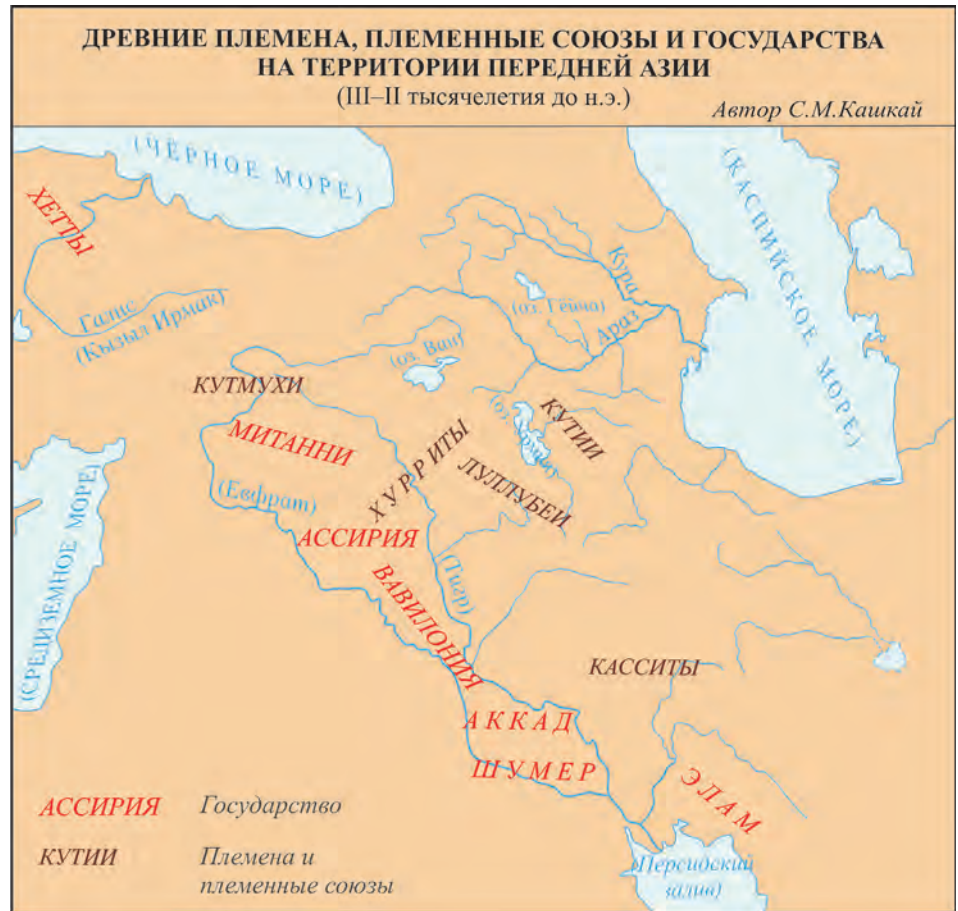 ДРЕВНИЕ ПЛЕМЕНА, ПЛЕМЕННЫЕ СОЮЗЫ И ГОСУДАРСТВА
НА ТЕРРИТОРИИ ПЕРЕДНЕЙ АЗИИ
(III–II тысячелетия до н.э.)
Автор С.М.Кашкай
(ЧЁРНОЕ МОРЕ)
(КАСПИЙСКОЕ МОРЕ)
ХЕТТЫ
Галис
(Кызыл Ирмак)
Кура
(оз. Гёйча)
Араз
(оз. Ван)
КУТМУХИ
МИТАННИ
ХУРРИТЫ
(оз.
КУТИИ
ЛУЛЛУБЕИ
(Евфрат)
АССИРИЯ
(Тигр)
ВАВИЛОНИЯ
(СРЕДИЗЕМНОЕ МОРЕ)
КАССИТЫ
АККАД
ШУМЕР
ЭЛАМ
(Персидский
залив)
АССИРИЯ Государство
КУТИИ Племена и
племенные союзы